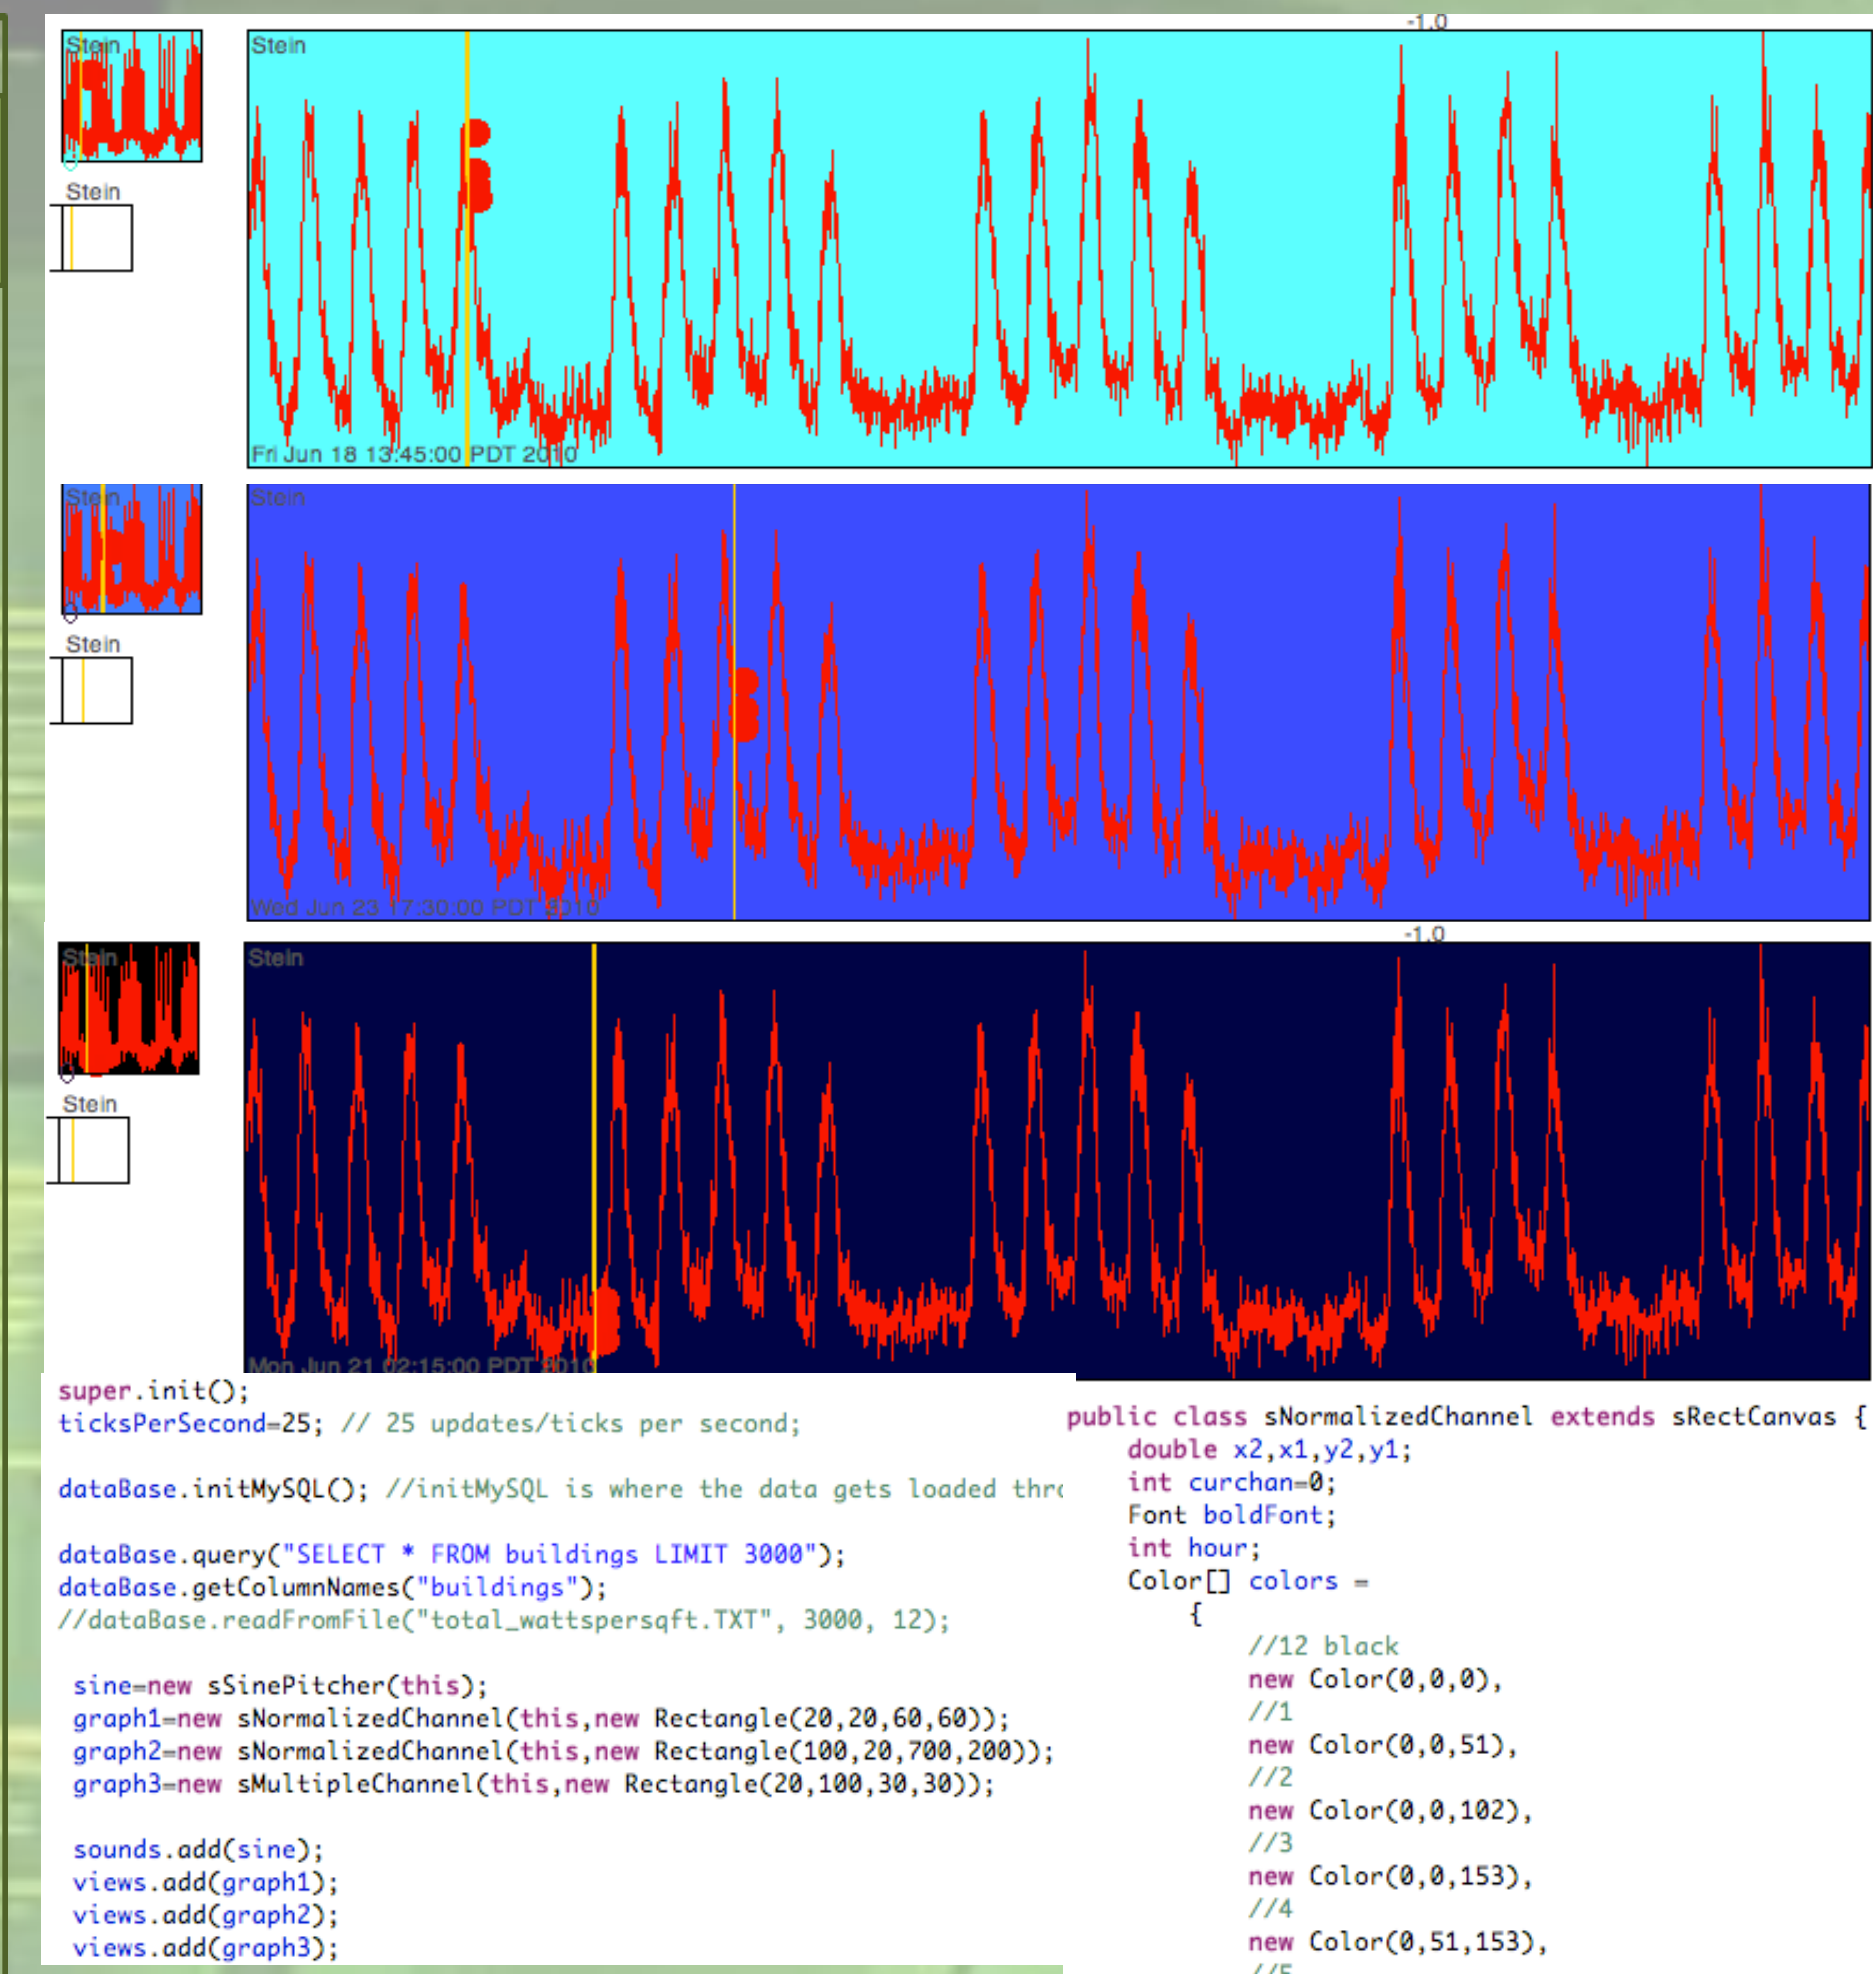 -1.0
Stein
Stein
Stein
Fri Jun 18 13:45:00 PDT 2010
Stein
Stein
Stein
Wed Jun 23 17:30:00 PDT 2010
-1.0
Stein
Stein
Stein
Mon Jun 21 02:15:00 PDT 2010
super.init();
ticksPerSecond=25; // 25 updates/ticks per second;
dataBase.initMySQL(); //initMySQL is where the data gets loaded thro
dataBase.query("SELECT * FROM buildings LIMIT 3000");
dataBase.getColumnNames("buildings");
//dataBase.readFromFile("total_wattspersqft.TXT", 3000, 12);
sine=new sSinePitcher(this);
graph1=new sNormalizedChannel(this,new Rectangle(20,20,60,60));
graph2=new sNormalizedChannel(this,new Rectangle(100,20,700,200));
graph3=new sMultipleChannel(this,new Rectangle(20,100,30,30));
sounds.add(sine);
views.add(graph1);
views.add(graph2);
views.add(graph3);
public class sNormalizedChannel extends sRectCanvas {
double x2,x1,y2,y1;
int curchan=0;
Font boldFont;
int hour;
Color[] colors =
{
//12 black
new Color(0,0,0),
//1
new Color(0,0,51),
//2
new Color(0,0,102),
//3
new Color(0,0,153),
//4
new Color(0,51,153),
//5